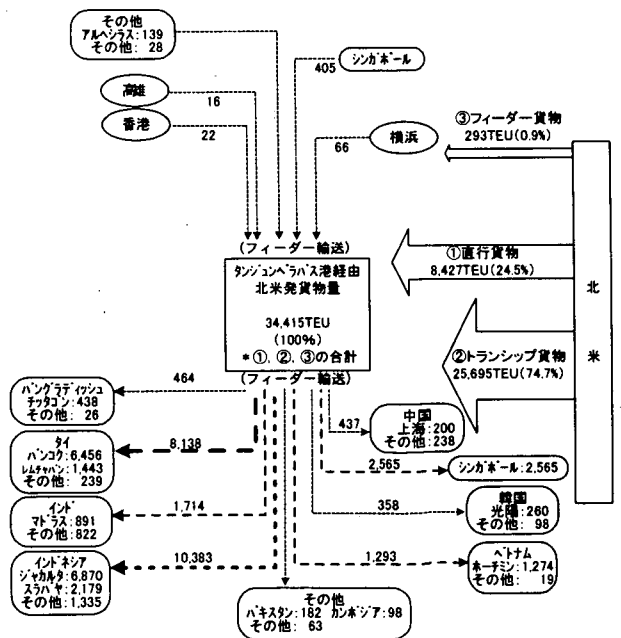 その他
アルヘシラス:139
その他: 28
高雄
16
香港
22
405
シンガポール
横浜
66
③フィーダー貨物
293TEU(0.9%)
(フィーダー輸送)
タンジュンペラパス港経由
北米発貨物量
34,415TEU
(100%)
*①,②,③の合計
(フィーダー輸送)
①直行貨物
8,427TEU(24.5%)
②トランシップ貨物
25,695TEU(74.7%)
北
米
464
バングラディッシュ
チッタゴン: 438
その他: 26
8,138
タイ
バンコク:6,456
レムチャバン:1,443
その他: 239
1,714
インド
マドラス:891
その他:822
10,383
インドネシア
ジャカルタ:6,870
スラバヤ:2,179
その他:1,335
437
中国
上海:200
その他:238
2,565
シンガポール:2,565
358
韓国
光陽:260
その他: 98
1,293
ベトナム
ホーチミン:1,274
その他: 19
その他
パキスタン:182 カンボジア:98
その他: 63